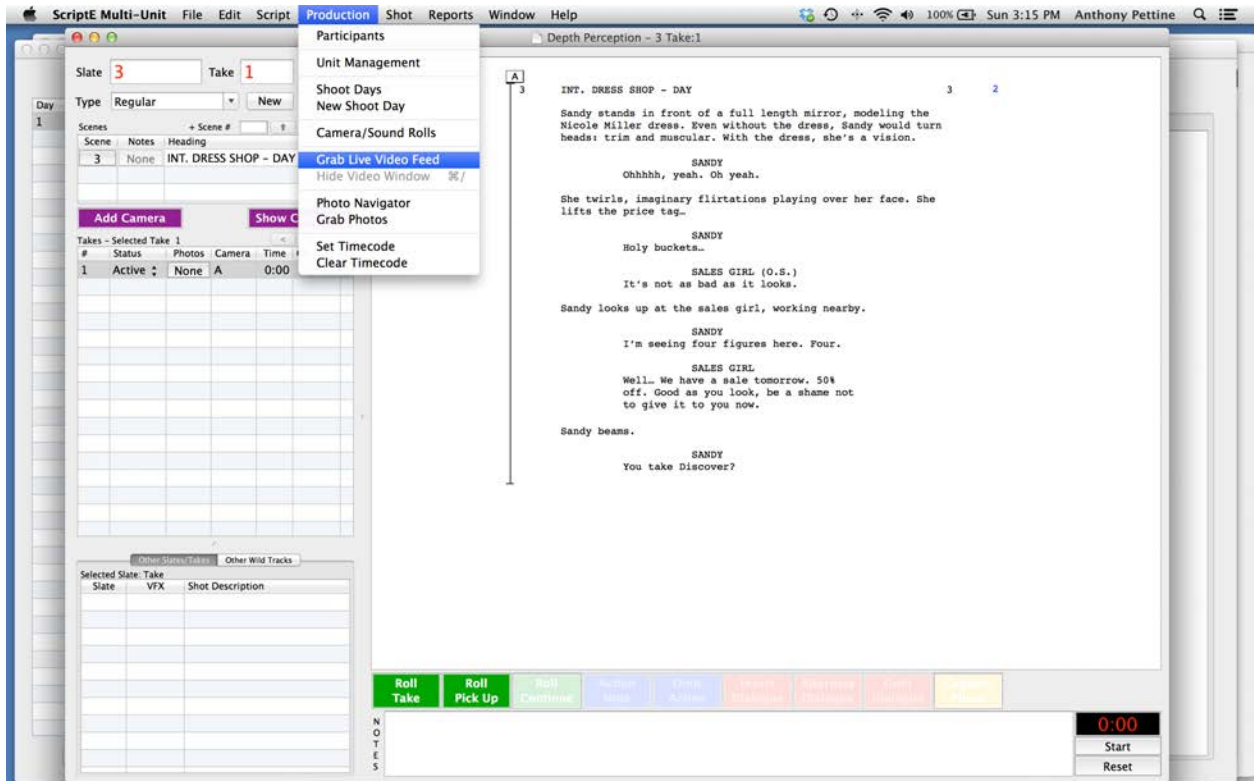 ScriptE Multi-Unit File Edit Script Production Shot Reports Window Help 100% Sun 3:15 PM Anthony Pettine
Depth Perception – 3 Take:1
Participants
Unit Management
Shoot Days
New Shoot Day
Camera/Sound Rolls
Grab Live Video Feed
Hide Video Window ⌘/
Photo Navigator
Grab Photos
Set Timecode
Clear Timecode
Day
1
Slate 3 Take 1
Type Regular New
Scenes + Scene #
Scene Notes Heading
3 None INT. DRESS SHOP – DAY
Add Camera Show C
Takes – Selected Take 1 <
# Status Photos Camera Time
1 Active None A 0:00
Other Slates/Takes Other Wild Tracks
Selected Slate: Take
Slate VFX Shot Description
A
3 INT. DRESS SHOP - DAY 3 2
Sandy stands in front of a full length mirror, modeling the
Nicole Miller dress. Even without the dress, Sandy would turn
heads: trim and muscular. With the dress, she's a vision.
SANDY
Ohhhhh, yeah. Oh yeah.
She twirls, imaginary flirtations playing over her face. She
lifts the price tag…
SANDY
Holy buckets…
SALES GIRL (O.S.)
It's not as bad as it looks.
Sandy looks up at the sales girl, working nearby.
SANDY
I'm seeing four figures here. Four.
SALES GIRL
Well… We have a sale tomorrow. 50%
off. Good as you look, be a shame not
to give it to you now.
Sandy beams.
SANDY
You take Discover?
Roll Roll Roll
Take Pick Up Continue
NOTES
0:00
Start
Reset